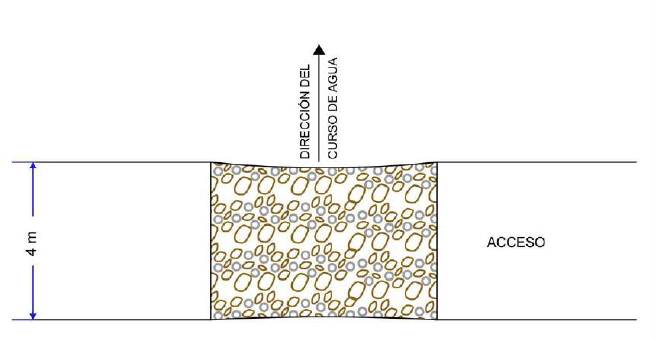 DIRECCIÓN DEL
CURSO DE AGUA
4 m
ACCESO